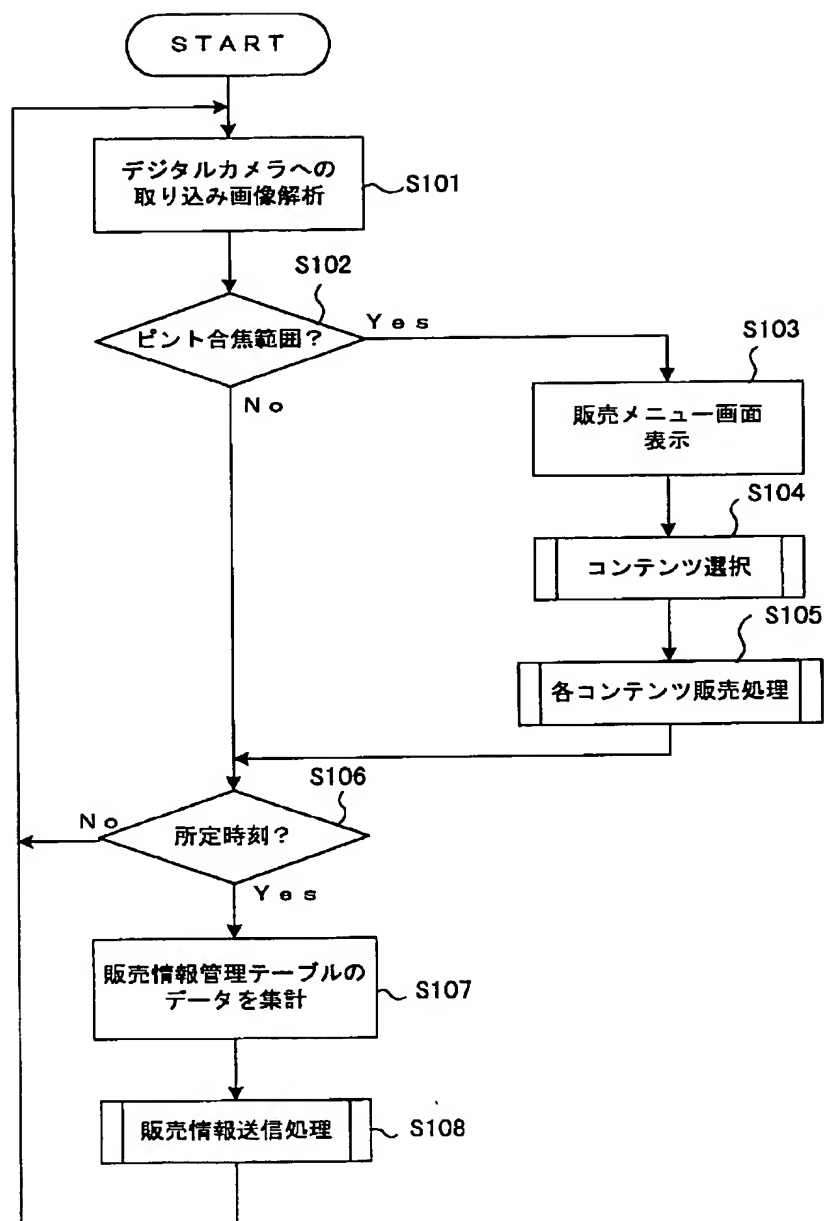 START
デジタルカメラへの
取り込み画像解析
S101
S102
ピント合焦範囲？
Yes
No
S103
販売メニュー画面
表示
S104
コンテンツ選択
S105
各コンテンツ販売処理
S106
所定時刻？
No
Yes
販売情報管理テーブルの
データを集計
S107
販売情報送信処理
S108